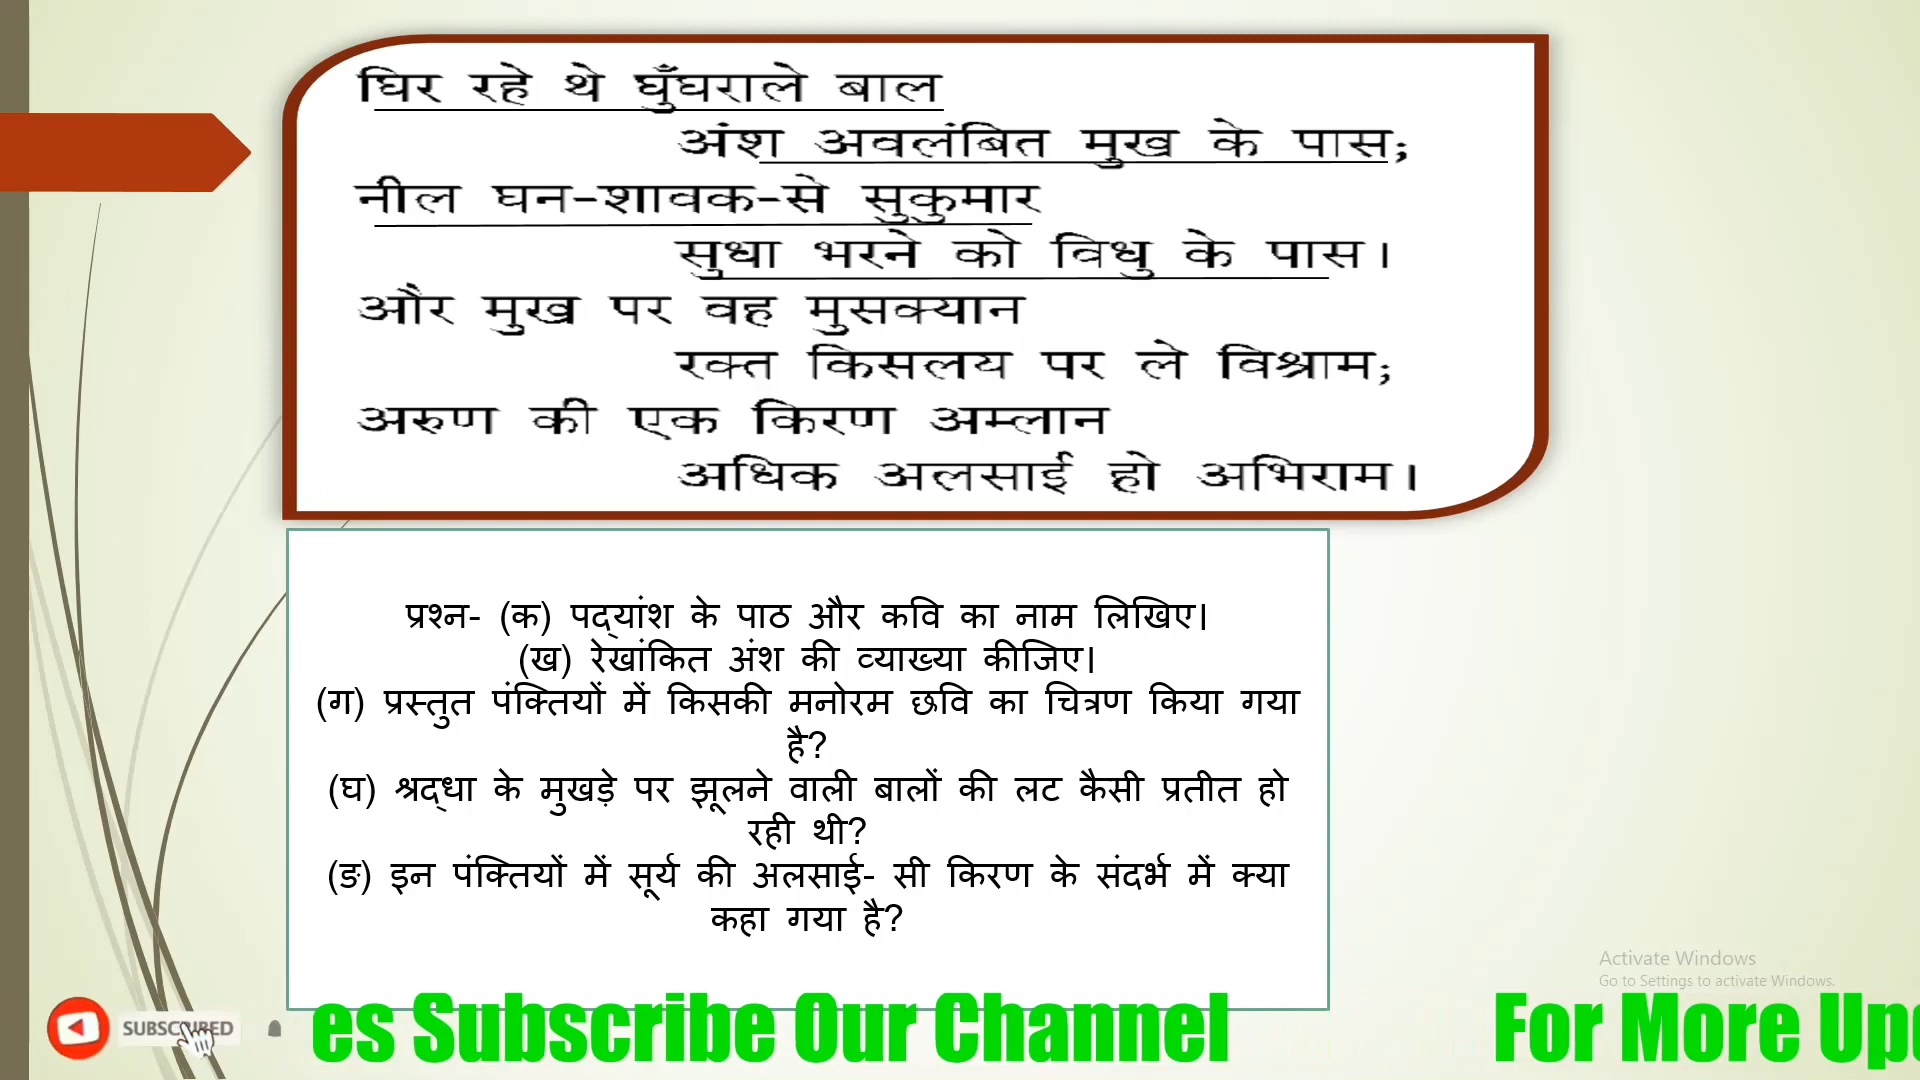 घिर रहे थे घुँघराले बाल
अंश अवलंबित मुख के पास;
नील घन-शावक-से सुकुमार
सुधा भरने को विधु के पास।
और मुख पर वह मुसक्यान
रक्त किसलय पर ले विश्राम;
अरुण की एक किरण अम्लान
अधिक अलसाई हो अभिराम।
प्रश्न- (क) पद्यांश के पाठ और कवि का नाम लिखिए।
(ख) रेखांकित अंश की व्याख्या कीजिए।
(ग) प्रस्तुत पंक्तियों में किसकी मनोरम छवि का चित्रण किया गया
है?
(घ) श्रद्धा के मुखड़े पर झूलने वाली बालों की लट कैसी प्रतीत हो
रही थी?
(ङ) इन पंक्तियों में सूर्य की अलसाई- सी किरण के संदर्भ में क्या
कहा गया है?
Activate Windows
Go to Settings to activate Windows.
SUBSCRIBED
es Subscribe Our Channel For More Up